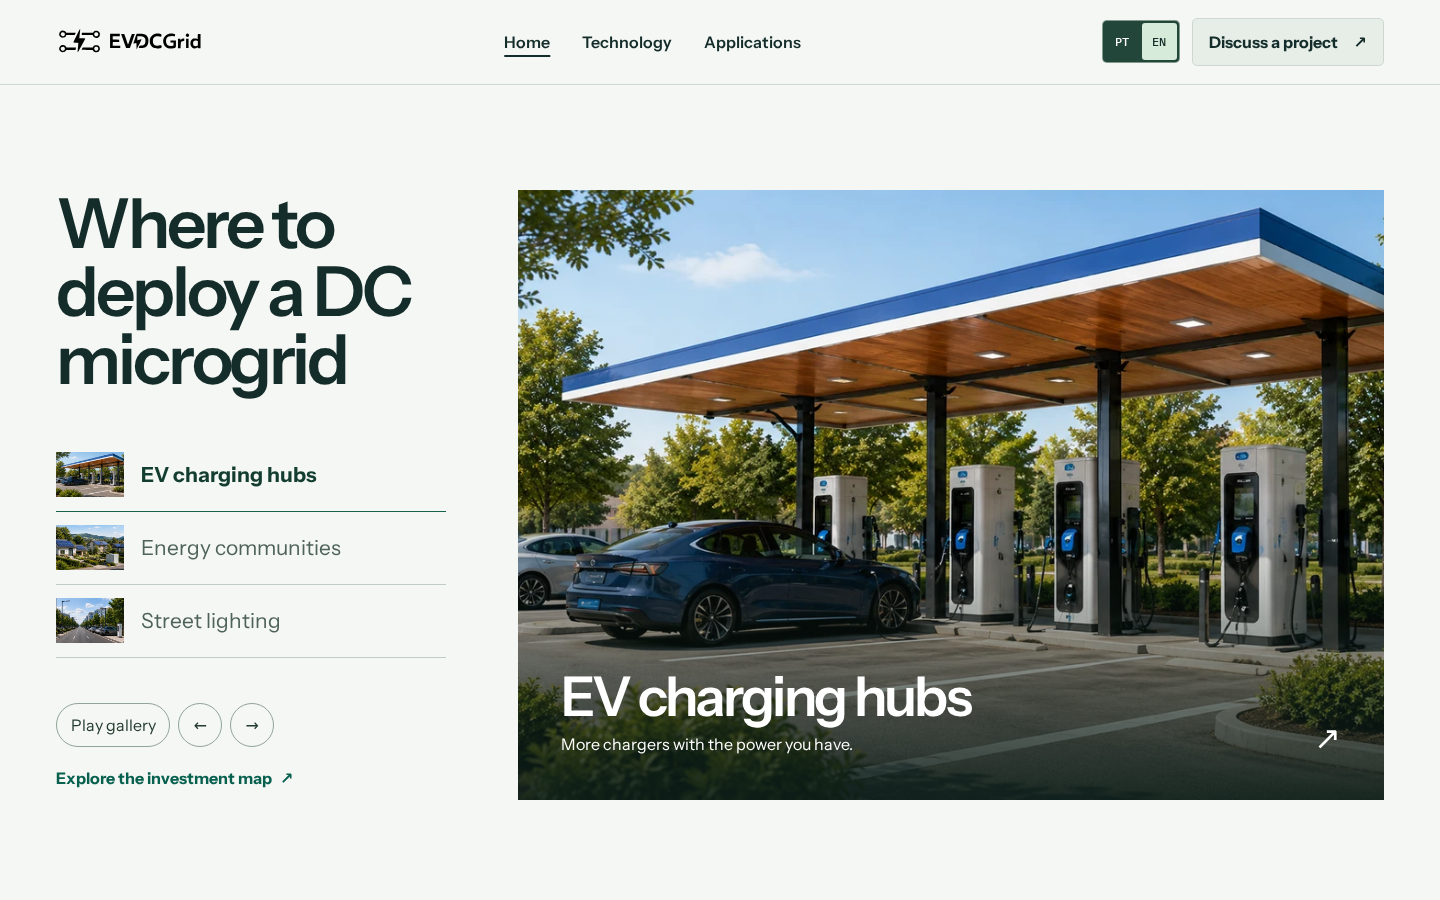 EVDCGrid
Home
Technology
Applications
PT
EN
Discuss a project ↗
Where to
deploy a DC
microgrid
EV charging hubs
Energy communities
Street lighting
Play gallery
←
→
Explore the investment map ↗
EV charging hubs
More chargers with the power you have.
↗